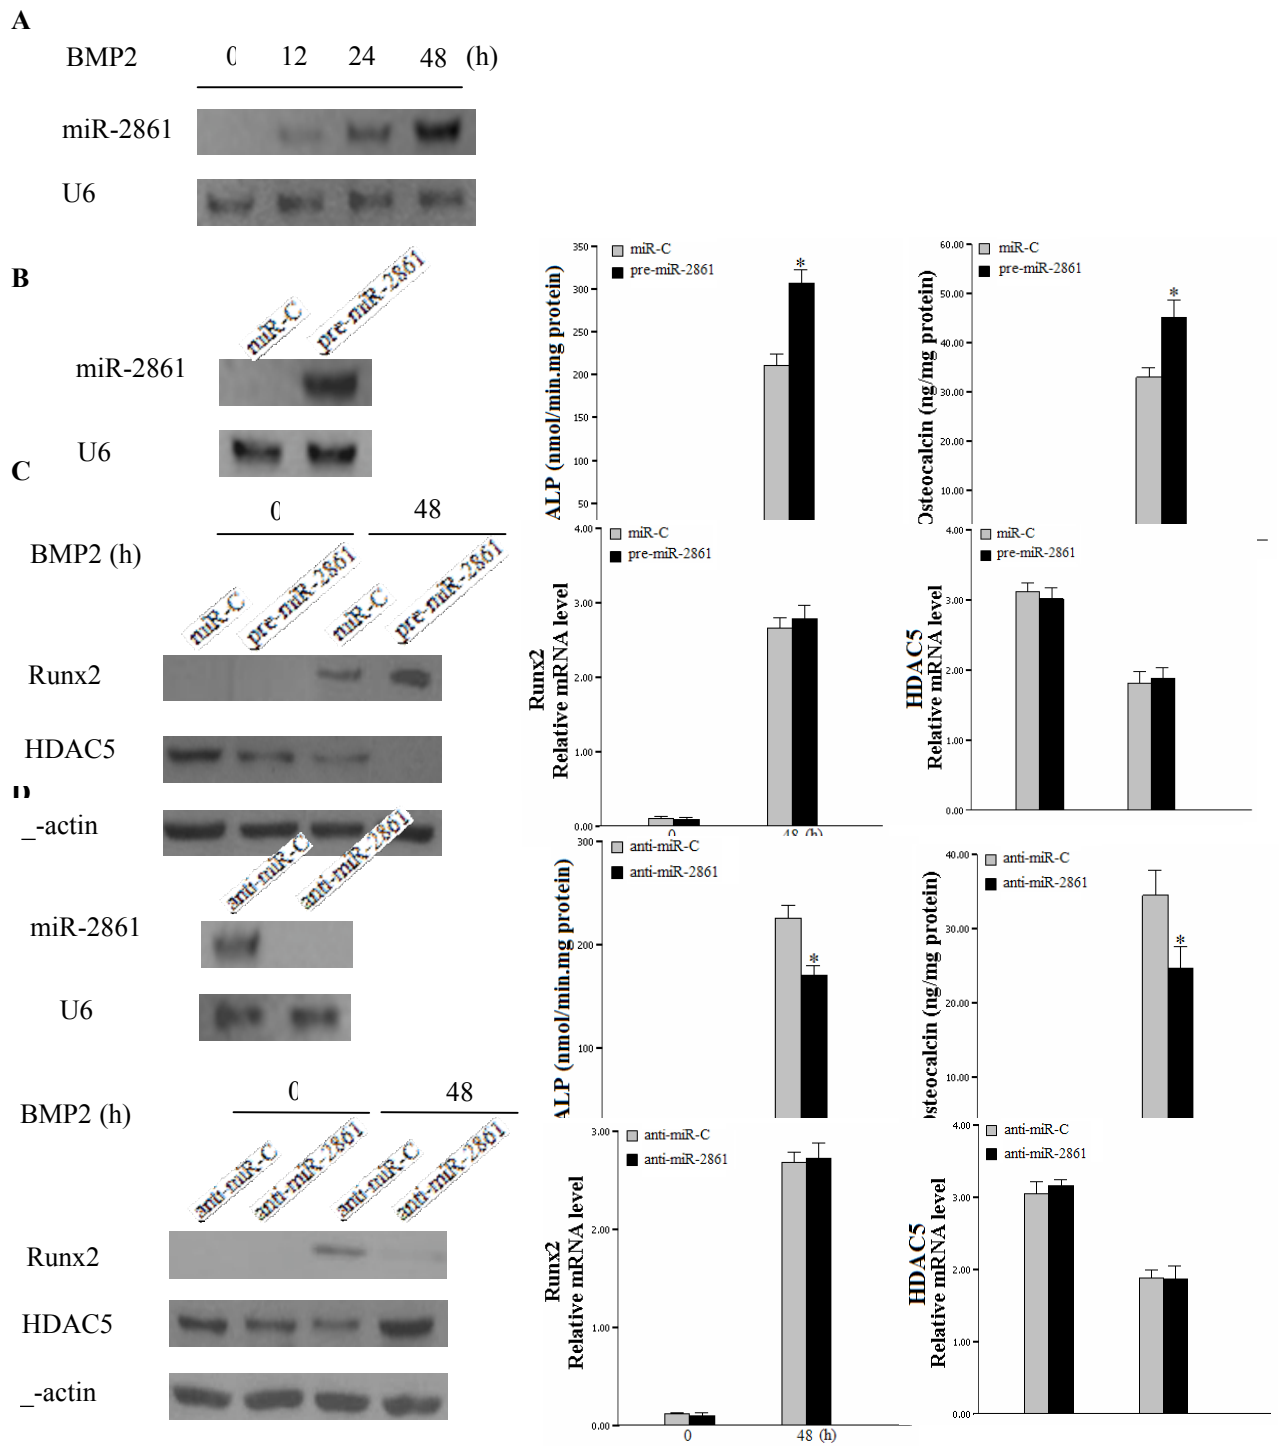 A
BMP2 0 12 24 48 (h)
miR-2861
U6
B
miR-C pre-miR-2861
miR-2861
U6
350
300
250
200
150
100
50
ALP (nmol/min.mg protein)
miR-C
pre-miR-2861
*
60.00
50.00
40.00
30.00
20.00
10.00
Osteocalcin (ng/mg protein)
miR-C
pre-miR-2861
*
C
0 48
BMP2 (h)
miR-C pre-miR-2861 miR-C pre-miR-2861
Runx2
HDAC5
_-actin
4.00
3.00
2.00
1.00
0.00
Runx2
Relative mRNA level
miR-C
pre-miR-2861
0 48 (h)
4.00
3.00
2.00
1.00
0.00
HDAC5
Relative mRNA level
miR-C
pre-miR-2861
D
anti-miR-C anti-miR-2861
miR-2861
U6
300
200
100
ALP (nmol/min.mg protein)
anti-miR-C
anti-miR-2861
*
40.00
30.00
20.00
10.00
Osteocalcin (ng/mg protein)
anti-miR-C
anti-miR-2861
*
0 48
BMP2 (h)
anti-miR-C anti-miR-2861 anti-miR-C anti-miR-2861
Runx2
HDAC5
_-actin
3.00
2.00
1.00
0.00
Runx2
Relative mRNA level
anti-miR-C
anti-miR-2861
0 48 (h)
4.00
3.00
2.00
1.00
0.00
HDAC5
Relative mRNA level
anti-miR-C
anti-miR-2861